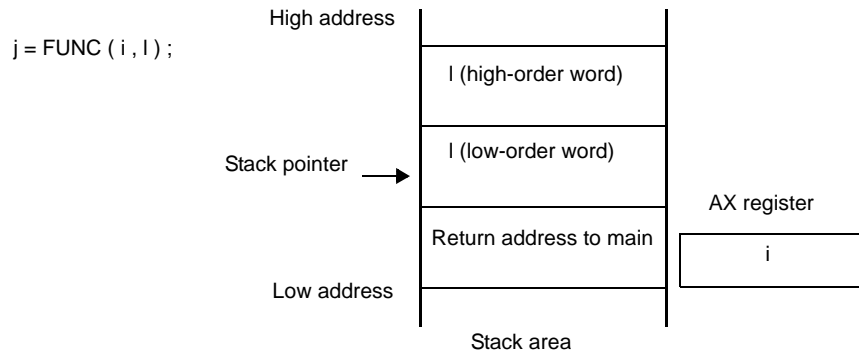 High address
j = FUNC ( i , l ) ;
l (high-order word)
l (low-order word)
Stack pointer
AX register
Return address to main
i
Low address
Stack area